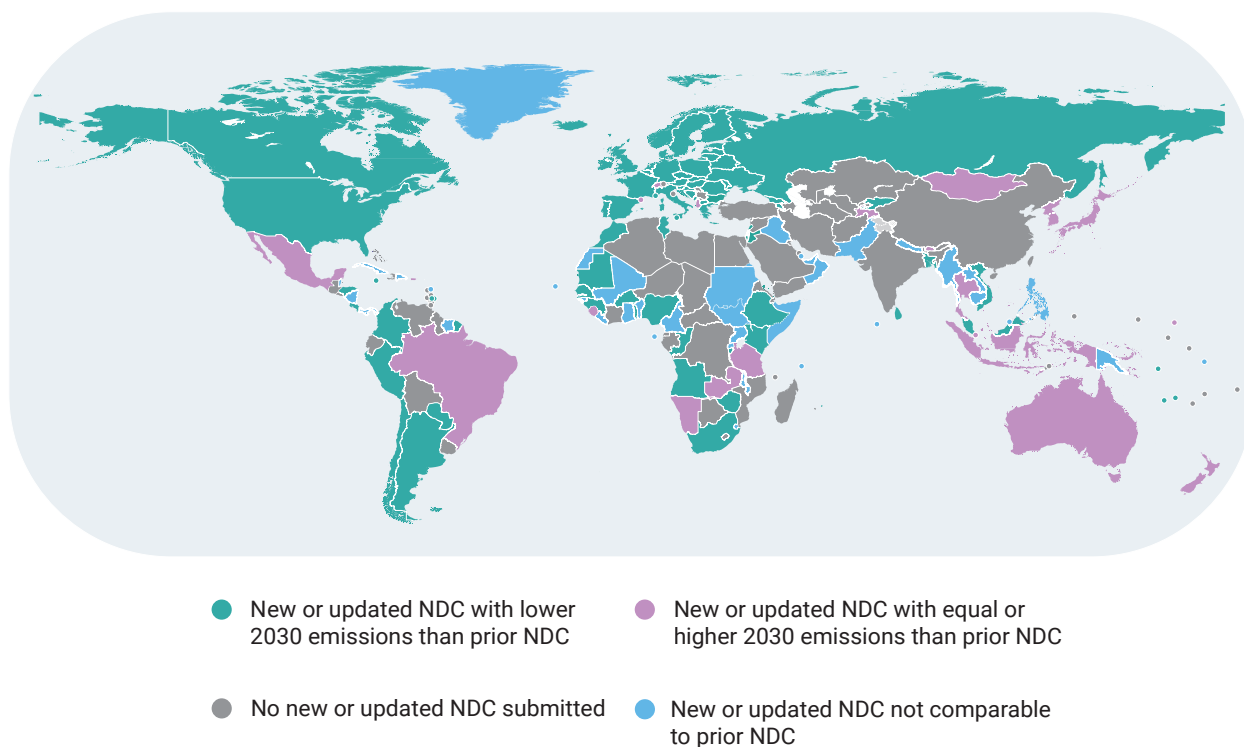 New or updated NDC with lower
2030 emissions than prior NDC
New or updated NDC with equal or
higher 2030 emissions than prior NDC
No new or updated NDC submitted
New or updated NDC not comparable
to prior NDC